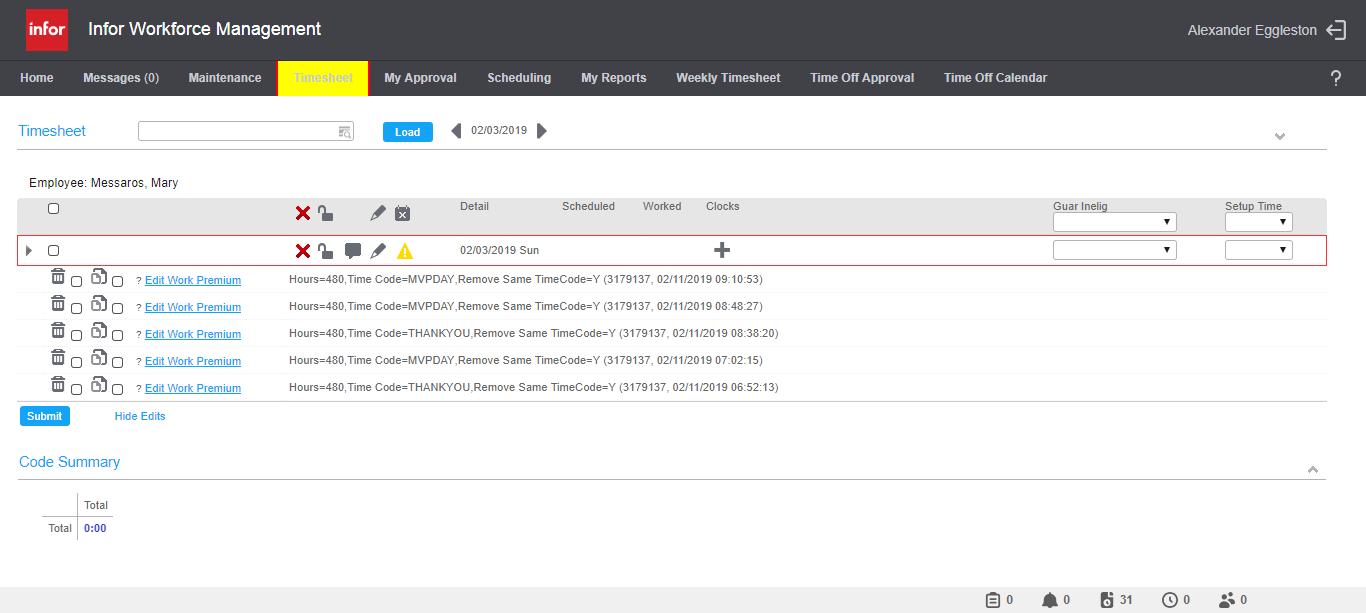 infor Infor Workforce Management Alexander Eggleston
Home Messages (0) Maintenance Timesheet My Approval Scheduling My Reports Weekly Timesheet Time Off Approval Time Off Calendar ?
Timesheet Load 02/03/2019
Employee: Messaros, Mary
Detail Scheduled Worked Clocks Guar Inelig Setup Time
02/03/2019 Sun
? Edit Work Premium Hours=480,Time Code=MVPDAY,Remove Same TimeCode=Y (3179137, 02/11/2019 09:10:53)
? Edit Work Premium Hours=480,Time Code=MVPDAY,Remove Same TimeCode=Y (3179137, 02/11/2019 08:48:27)
? Edit Work Premium Hours=480,Time Code=THANKYOU,Remove Same TimeCode=Y (3179137, 02/11/2019 08:38:20)
? Edit Work Premium Hours=480,Time Code=MVPDAY,Remove Same TimeCode=Y (3179137, 02/11/2019 07:02:15)
? Edit Work Premium Hours=480,Time Code=THANKYOU,Remove Same TimeCode=Y (3179137, 02/11/2019 06:52:13)
Submit Hide Edits
Code Summary
Total
Total 0:00
0 0 31 0 0